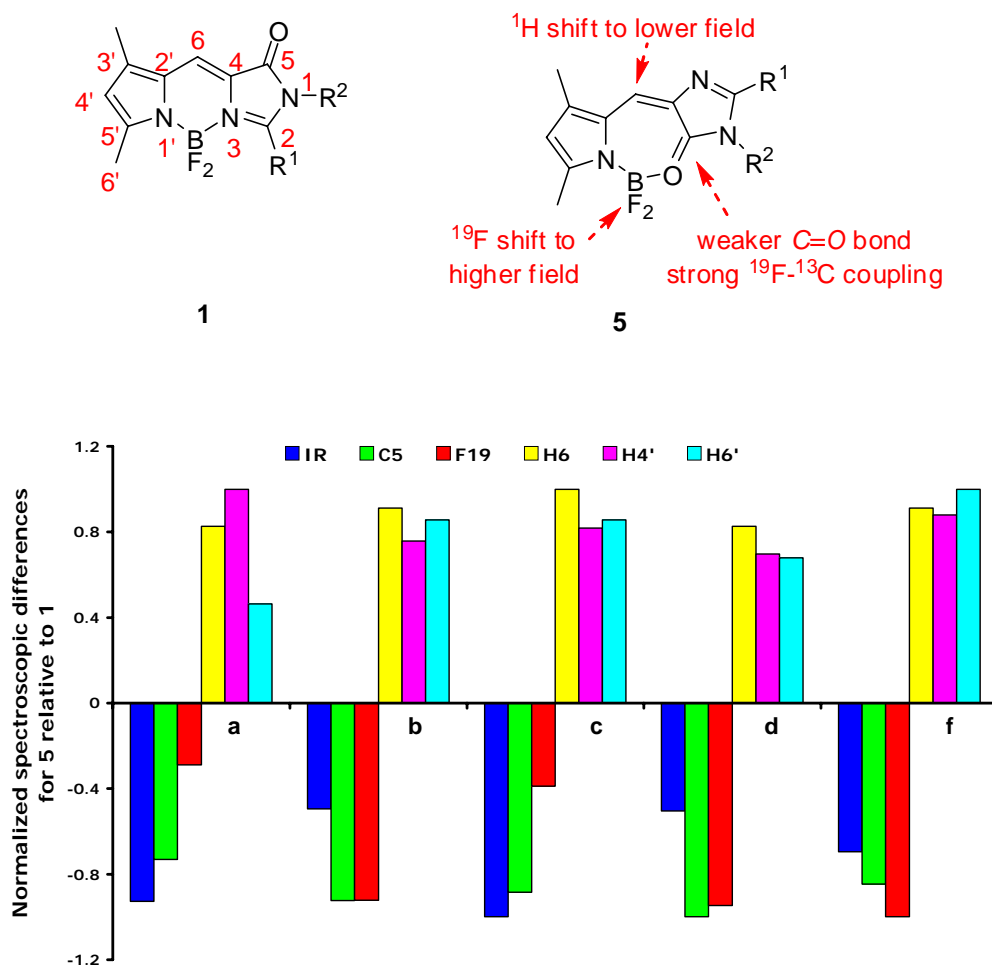 O
6
5
4
3'
2'
1
N
R²
4'
N
N
2
5'
B
3
1'
F₂
R¹
6'
1
¹H shift to lower field
N
R¹
N
N
R²
B
O
F₂
¹⁹F shift to
higher field
weaker C=O bond
strong ¹⁹F-¹³C coupling
5
Normalized spectroscopic differences
for 5 relative to 1
IR C5 F19 H6 H4' H6'
1.2
0.8
0.4
0
-0.4
-0.8
-1.2
a b c d f